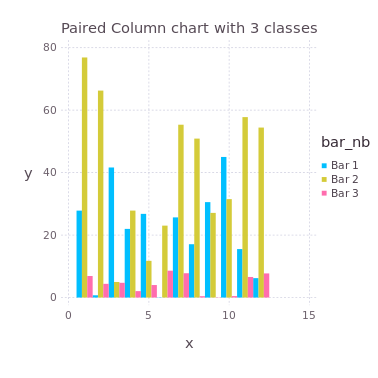 Paired Column chart with 3 classes
80
60
40
20
0
y
0 5 10 15
x
bar_nb
Bar 1
Bar 2
Bar 3